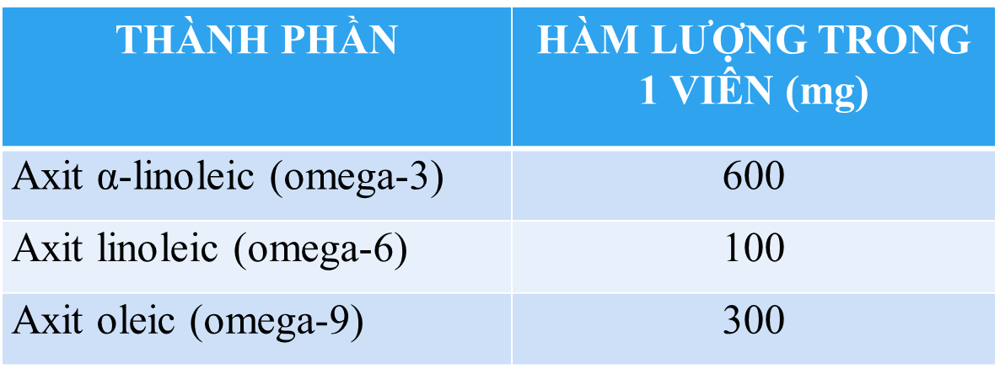 THÀNH PHẦN
HÀM LƯỢNG TRONG
1 VIÊN (mg)
Axit α-linoleic (omega-3)
600
Axit linoleic (omega-6)
100
Axit oleic (omega-9)
300